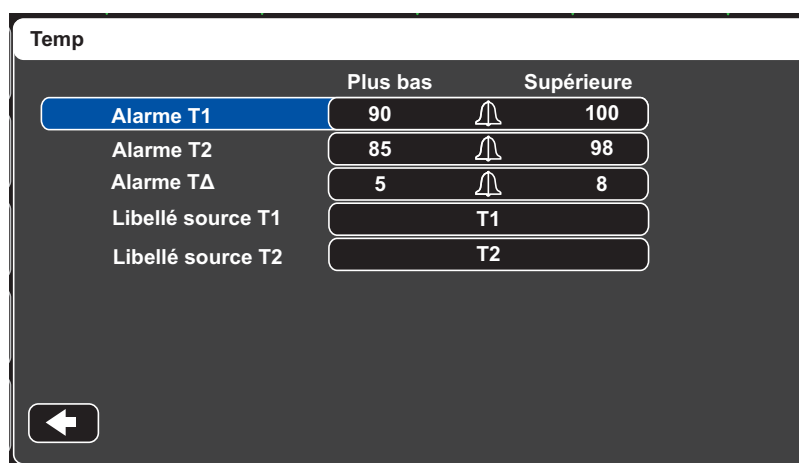 Temp
Plus bas Supérieure
Alarme T1 90 100
Alarme T2 85 98
Alarme TΔ 5 8
Libellé source T1 T1
Libellé source T2 T2